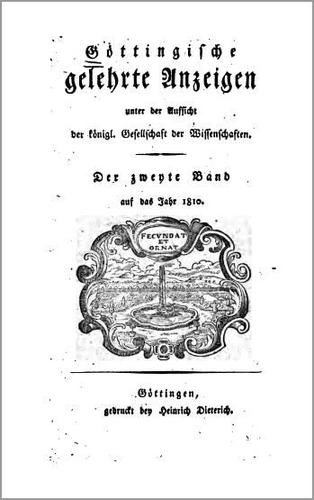 Göttingische
gelehrte Anzeigen
unter der Aufsicht
der königl. Gesellschaft der Wissenschaften.
Der zweyte Band
auf das Jahr 1810.
FECUNDAT
ET
ORNAT
Göttingen,
gedruckt bey Heinrich Dieterich.